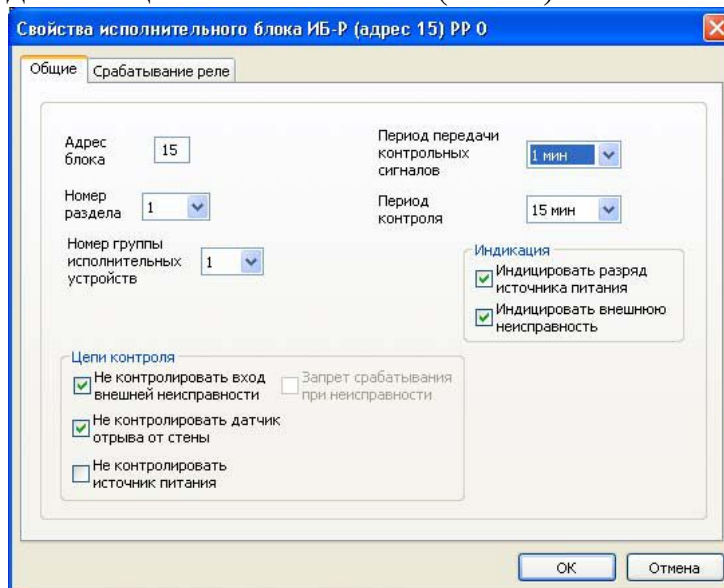 Свойства исполнительного блока ИБ-Р (адрес 15) РР 0
Общие
Срабатывание реле
Адрес
блока
15
Номер
раздела
1
Номер группы
исполнительных
устройств
1
Период передачи
контрольных
сигналов
1 мин
Период
контроля
15 мин
Индикация
Индицировать разряд
источника питания
Индицировать внешнюю
неисправность
Цепи контроля
Не контролировать вход
внешней неисправности
Запрет срабатывания
при неисправности
Не контролировать датчик
отрыва от стены
Не контролировать
источник питания
ОК
Отмена